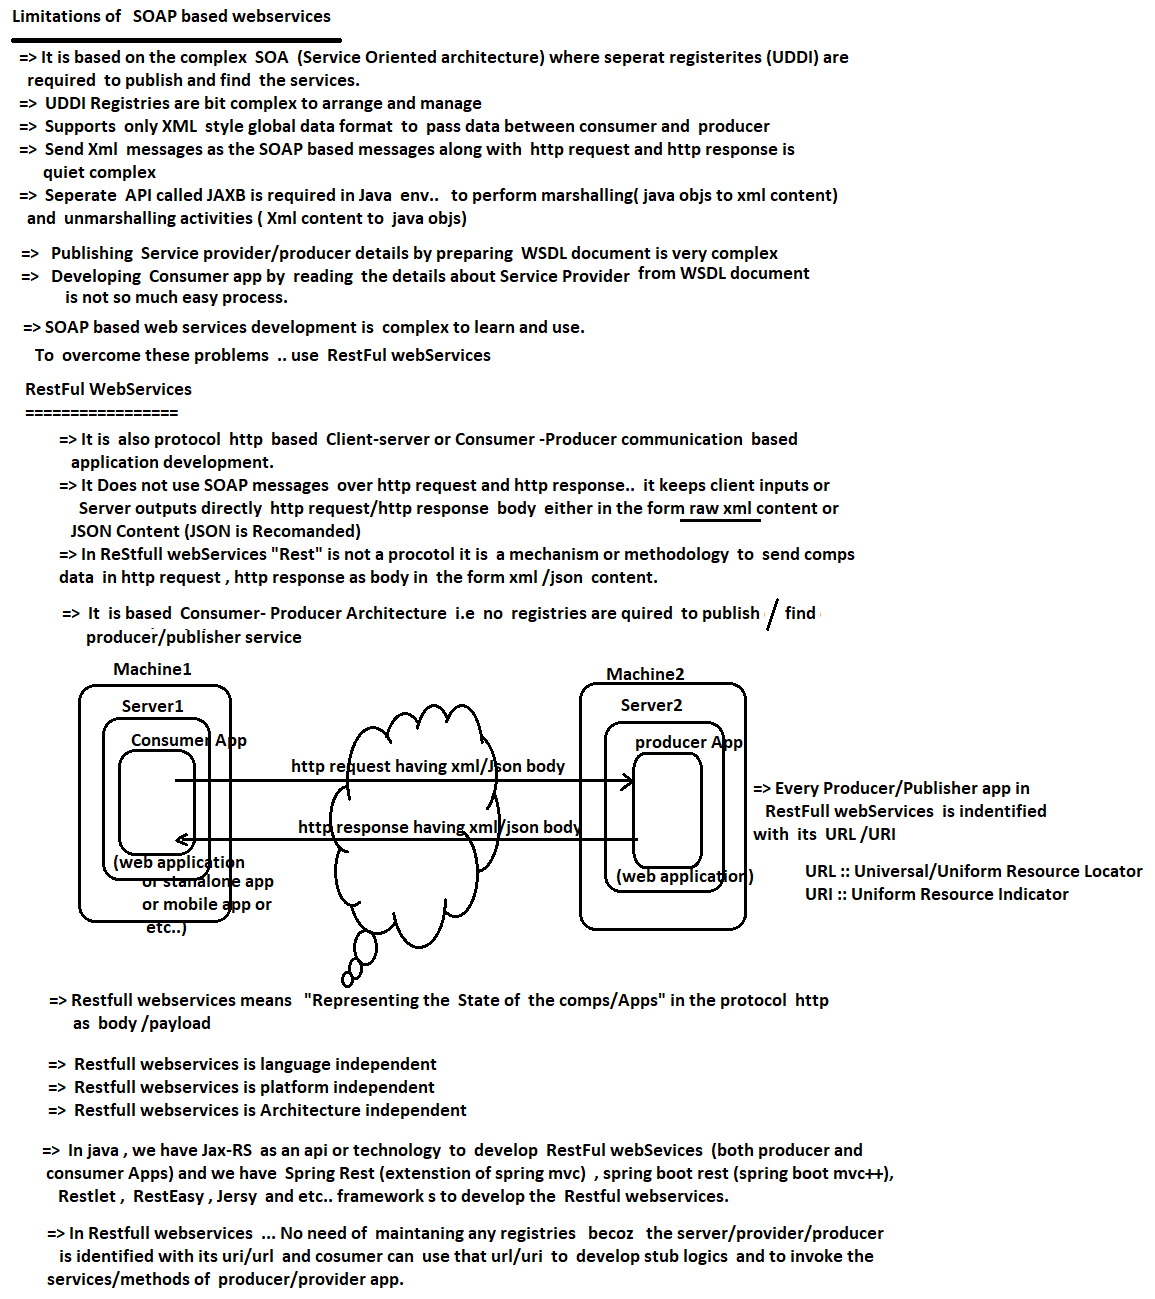 Limitations of SOAP based webservices
=> It is based on the complex SOA (Service Oriented architecture) where seperat registerites (UDDI) are
required to publish and find the services.
=> UDDI Registries are bit complex to arrange and manage
=> Supports only XML style global data format to pass data between consumer and producer
=> Send Xml messages as the SOAP based messages along with http request and http response is
quiet complex
=> Seperate API called JAXB is required in Java env.. to perform marshalling( java objs to xml content)
and unmarshalling activities ( Xml content to java objs)
=> Publishing Service provider/producer details by preparing WSDL document is very complex
=> Developing Consumer app by reading the details about Service Provider from WSDL document
is not so much easy process.
=> SOAP based web services development is complex to learn and use.
To overcome these problems .. use RestFul webServices
RestFul WebServices
=================
=> It is also protocol http based Client-server or Consumer -Producer communication based
application development.
=> It Does not use SOAP messages over http request and http response.. it keeps client inputs or
Server outputs directly http request/http response body either in the form raw xml content or
JSON Content (JSON is Recomanded)
=> In ReStfull webServices "Rest" is not a procotol it is a mechanism or methodology to send comps
data in http request , http response as body in the form xml /json content.
=> It is based Consumer- Producer Architecture i.e no registries are quired to publish / find
producer/publisher service
Machine1
Machine2
Server1
Server2
Consumer App
producer App
http request having xml/Json body
=> Every Producer/Publisher app in
RestFull webServices is indentified
with its URL /URI
http response having xml/json body
(web application
or stanalone app
or mobile app or
etc..)
(web application)
URL :: Universal/Uniform Resource Locator
URI :: Uniform Resource Indicator
=> Restfull webservices means "Representing the State of the comps/Apps" in the protocol http
as body /payload
=> Restfull webservices is language independent
=> Restfull webservices is platform independent
=> Restfull webservices is Architecture independent
=> In java , we have Jax-RS as an api or technology to develop RestFul webSevices (both producer and
consumer Apps) and we have Spring Rest (extenstion of spring mvc) , spring boot rest (spring boot mvc++),
Restlet , RestEasy , Jersy and etc.. framework s to develop the Restful webservices.
=> In Restfull webservices ... No need of maintaning any registries becoz the server/provider/producer
is identified with its uri/url and cosumer can use that url/uri to develop stub logics and to invoke the
services/methods of producer/provider app.